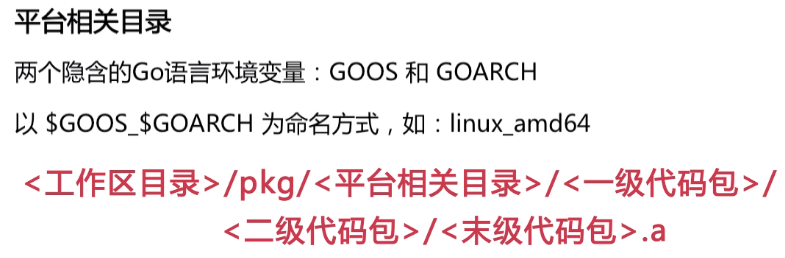 平台相关目录
两个隐含的Go语言环境变量：GOOS 和 GOARCH
以 $GOOS_$GOARCH 为命名方式，如：linux_amd64
<工作区目录>/pkg/<平台相关目录>/<一级代码包>/
<二级代码包>/<末级代码包>.a